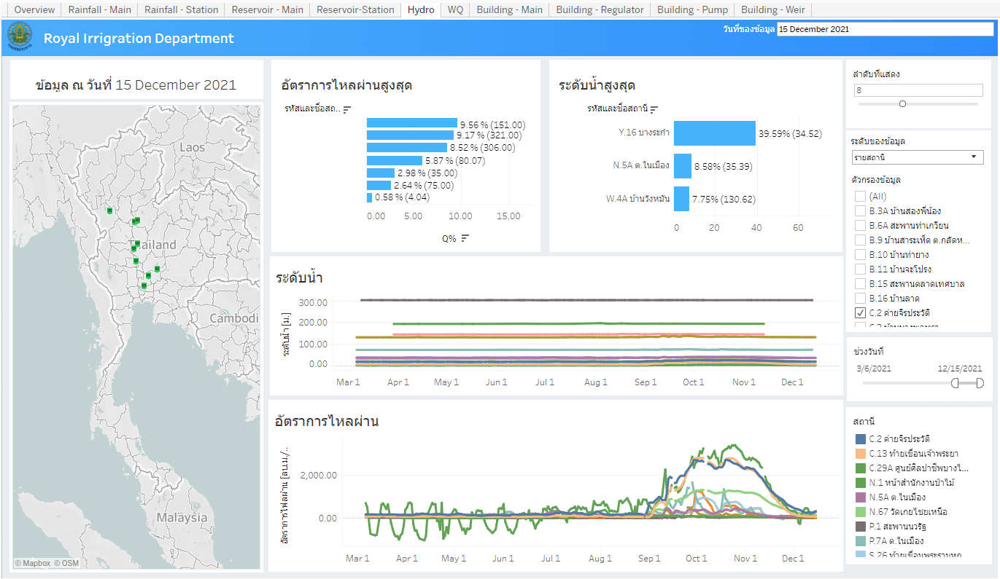 Overview Rainfall - Main Rainfall - Station Reservoir - Main Reservoir-Station Hydro WQ Building - Main Building - Regulator Building - Pump Building - Weir
Royal Irrigration Department
วันที่ของข้อมูล 15 December 2021
ข้อมูล ณ วันที่ 15 December 2021
Laos
Thailand
Cambodi
Malaysia
© Mapbox © OSM
อัตราการไหลผ่านสูงสุด
รหัสและชื่อสถ..
9.56 % (151.00)
9.17 % (321.00)
8.52 % (306.00)
5.87 % (80.07)
2.98 % (35.00)
2.64 % (75.00)
0.58 % (4.04)
0.00 5.00 10.00 15.00
Q%
ระดับน้ำสูงสุด
รหัสและชื่อสถานี
Y.16 บางระกำ 39.59% (34.52)
N.5A ต.ในเมือง 8.58% (35.39)
W.4A บ้านวังหมัน 7.75% (130.62)
0 20 40 60
ระดับน้ำ
ระดับน้ำ [ม.]
300.00
200.00
100.00
0.00
Mar 1 Apr 1 May 1 Jun 1 Jul 1 Aug 1 Sep 1 Oct 1 Nov 1 Dec 1
อัตราการไหลผ่าน
อัตราการไฟลผ่าน [ลบ.ม./..
2,000.00
0.00
Mar 1 Apr 1 May 1 Jun 1 Jul 1 Aug 1 Sep 1 Oct 1 Nov 1 Dec 1
ลำดับที่แสดง
8
ระดับของข้อมูล
รายสถานี
ตัวกรองข้อมูล
(All)
B.3A บ้านสองพี่น้อง
B.6A สะพานท่าเกวียน
B.9 บ้านสาระเห็ด ต.กลัดห...
B.10 บ้านท่ายาง
B.11 บ้านจะโปรง
B.15 สะพานตลาดเทศบาล
B.16 บ้านลาด
C.2 ค่ายจิรประวัติ
ช่วงวันที่
3/6/2021 12/15/2021
สถานี
C.2 ค่ายจิรประวัติ
C.13 ท้ายเขื่อนเจ้าพระยา
C.29A ศูนย์ศิลปาชีพบางไ...
N.1 หน้าสำนักงานป่าไม้
N.5A ต.ในเมือง
N.67 วัดเกยไชยเหนือ
P.1 สะพานนวรัฐ
P.7A ต.ในเมือง
S.26 ท้ายเขื่อนพระรามหก